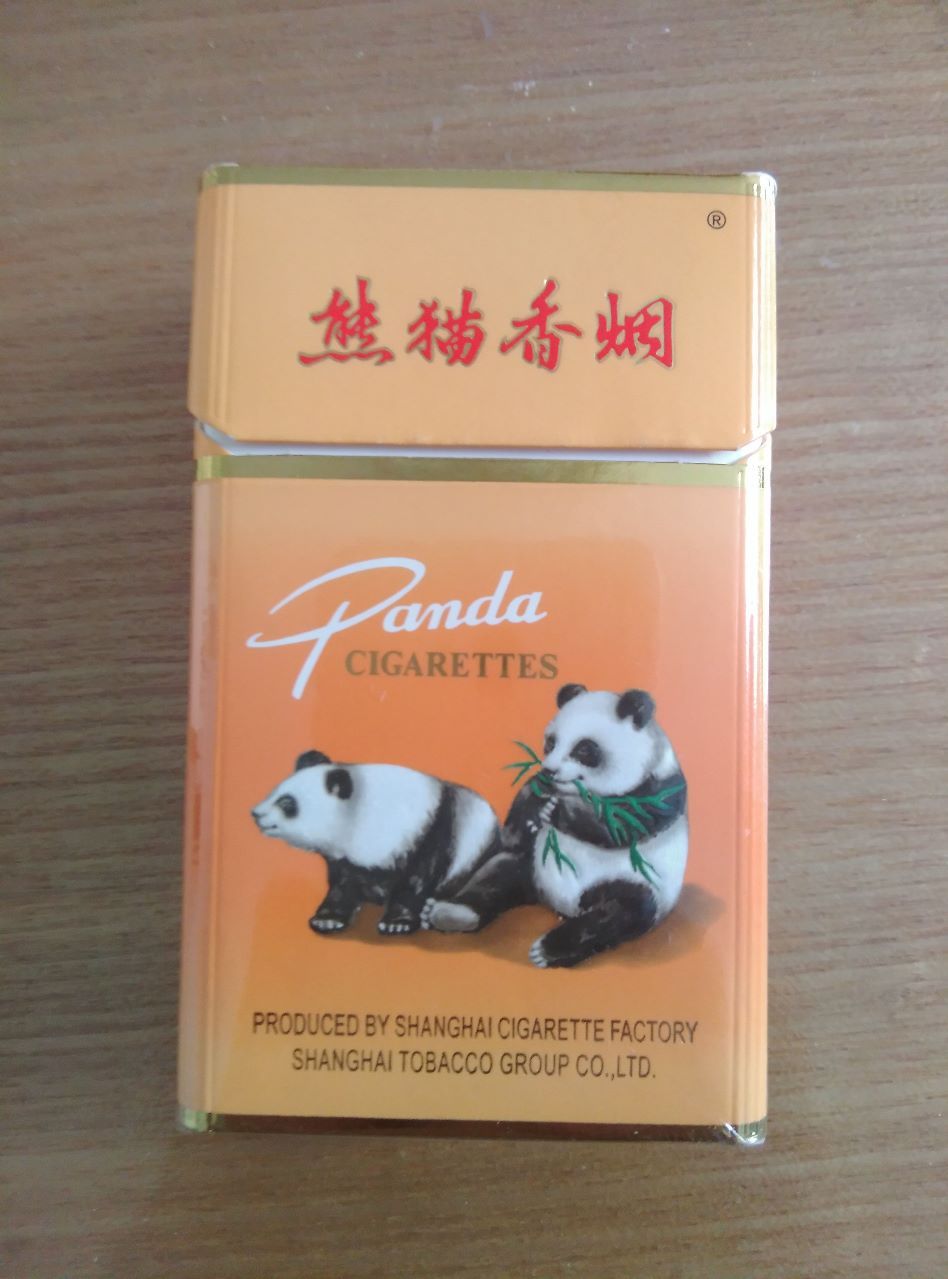 ®
熊猫香烟
Panda
CIGARETTES
PRODUCED BY SHANGHAI CIGARETTE FACTORY
SHANGHAI TOBACCO GROUP CO.,LTD.